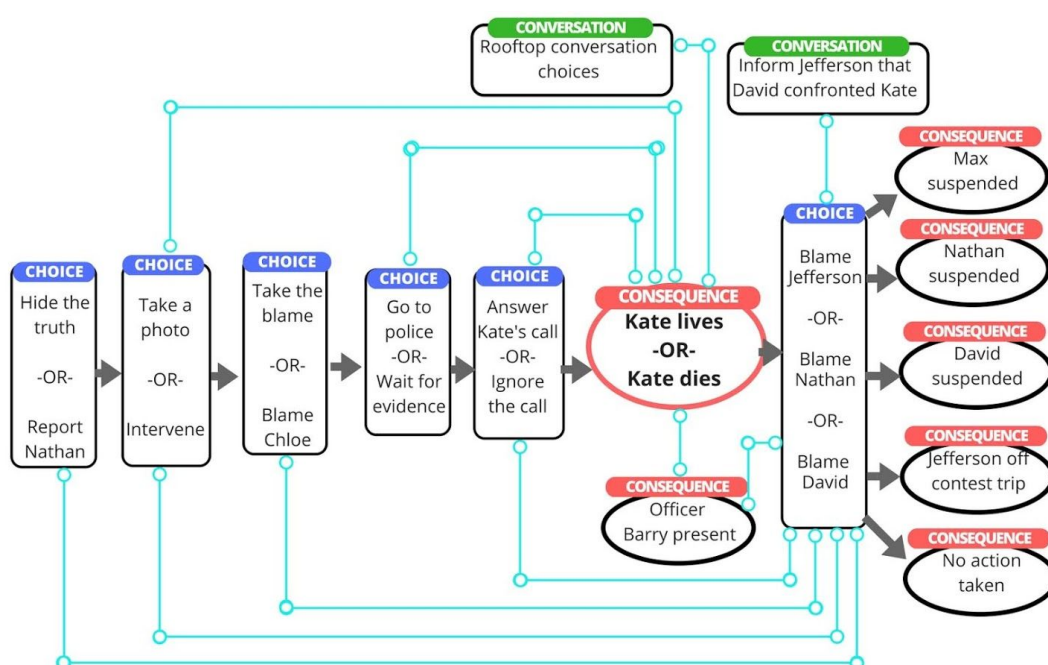 CONVERSATION
Rooftop conversation
choices
CONVERSATION
Inform Jefferson that
David confronted Kate
CHOICE
Hide the
truth
-OR-
Report
Nathan
CHOICE
Take a
photo
-OR-
Intervene
CHOICE
Take the
blame
-OR-
Blame
Chloe
CHOICE
Go to
police
-OR-
Wait for
evidence
CHOICE
Answer
Kate's call
-OR-
Ignore
the call
CONSEQUENCE
Kate lives
-OR-
Kate dies
CONSEQUENCE
Officer
Barry present
CHOICE
Blame
Jefferson
-OR-
Blame
Nathan
-OR-
Blame
David
CONSEQUENCE
Max
suspended
CONSEQUENCE
Nathan
suspended
CONSEQUENCE
David
suspended
CONSEQUENCE
Jefferson off
contest trip
CONSEQUENCE
No action
taken